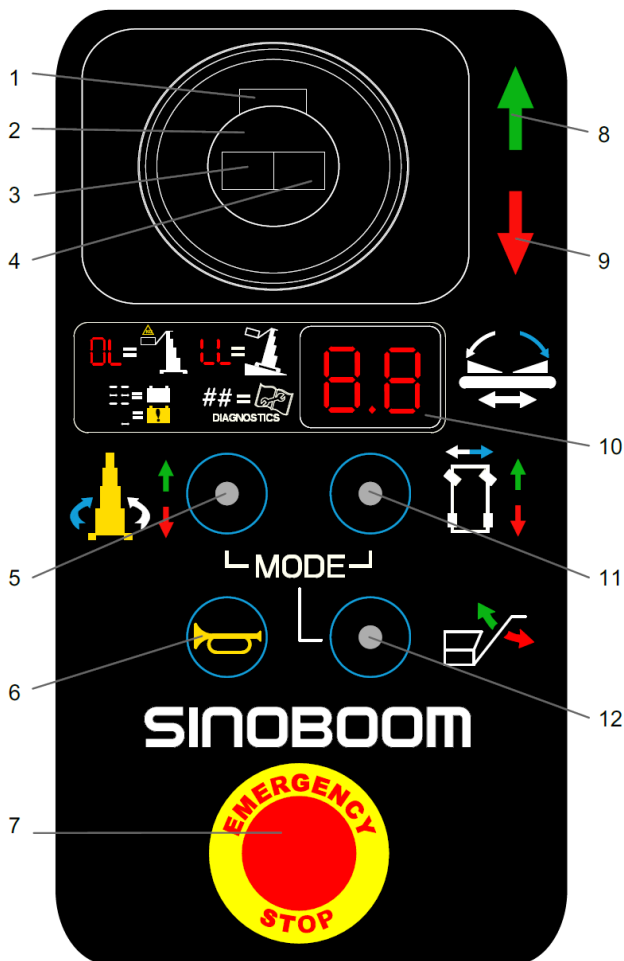 1
2
3
4
8
9
OL=
LL=
8.8
##=
DIAGNOSTICS
10
5
MODE
11
6
12
SINOBOOM
7
EMERGENCY
STOP